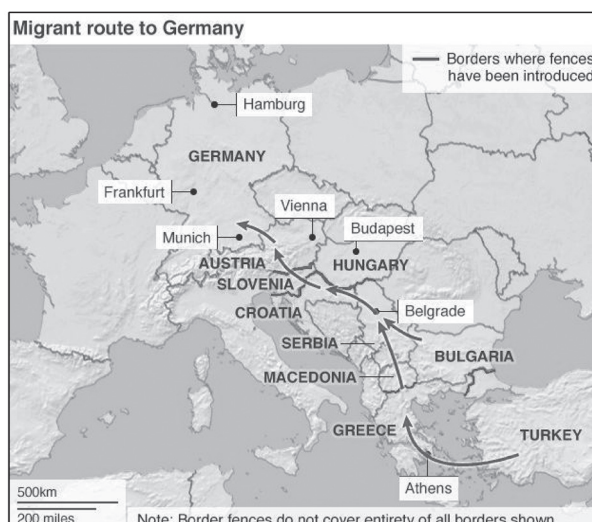 Migrant route to Germany
Borders where fences
have been introduced
Hamburg
GERMANY
Frankfurt
Vienna
Budapest
Munich
AUSTRIA
HUNGARY
SLOVENIA
CROATIA
Belgrade
SERBIA
BULGARIA
MACEDONIA
GREECE
TURKEY
Athens
500km
200 miles
Note: Border fences do not cover entirety of all borders shown